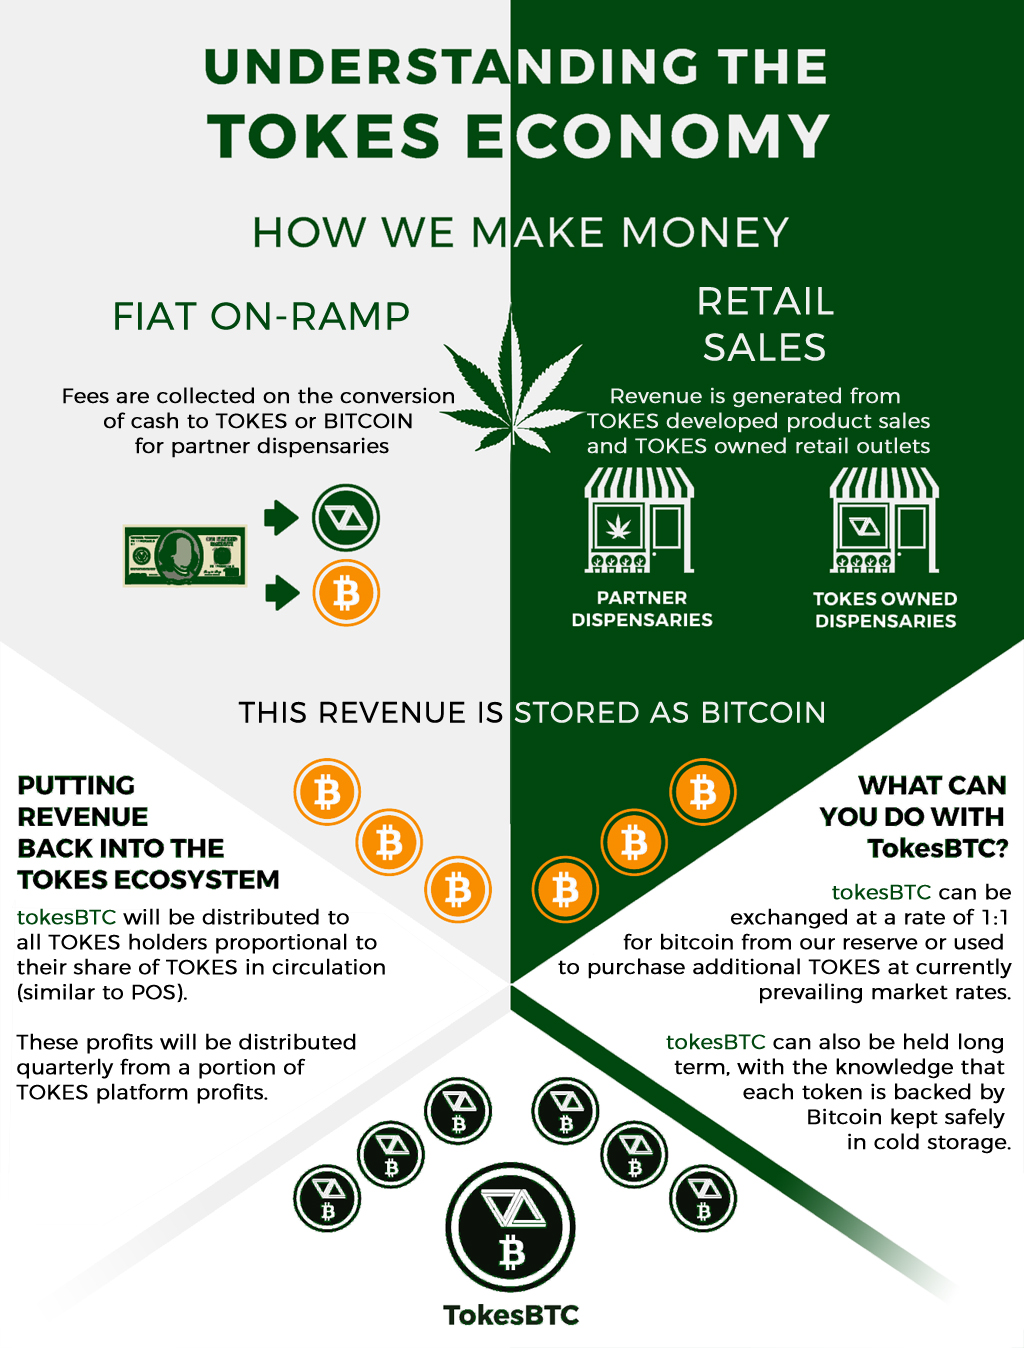 UNDERSTANDING THE
TOKES ECONOMY
HOW WE MAKE MONEY
FIAT ON-RAMP
Fees are collected on the conversion
of cash to TOKES or BITCOIN
for partner dispensaries
RETAIL
SALES
Revenue is generated from
TOKES developed product sales
and TOKES owned retail outlets
PARTNER
DISPENSARIES
TOKES OWNED
DISPENSARIES
THIS REVENUE IS STORED AS BITCOIN
PUTTING
REVENUE
BACK INTO THE
TOKES ECOSYSTEM
tokesBTC will be distributed to
all TOKES holders proportional to
their share of TOKES in circulation
(similar to POS).
These profits will be distributed
quarterly from a portion of
TOKES platform profits.
WHAT CAN
YOU DO WITH
TokesBTC?
tokesBTC can be
exchanged at a rate of 1:1
for bitcoin from our reserve or used
to purchase additional TOKES at currently
prevailing market rates.
tokesBTC can also be held long
term, with the knowledge that
each token is backed by
Bitcoin kept safely
in cold storage.
TokesBTC